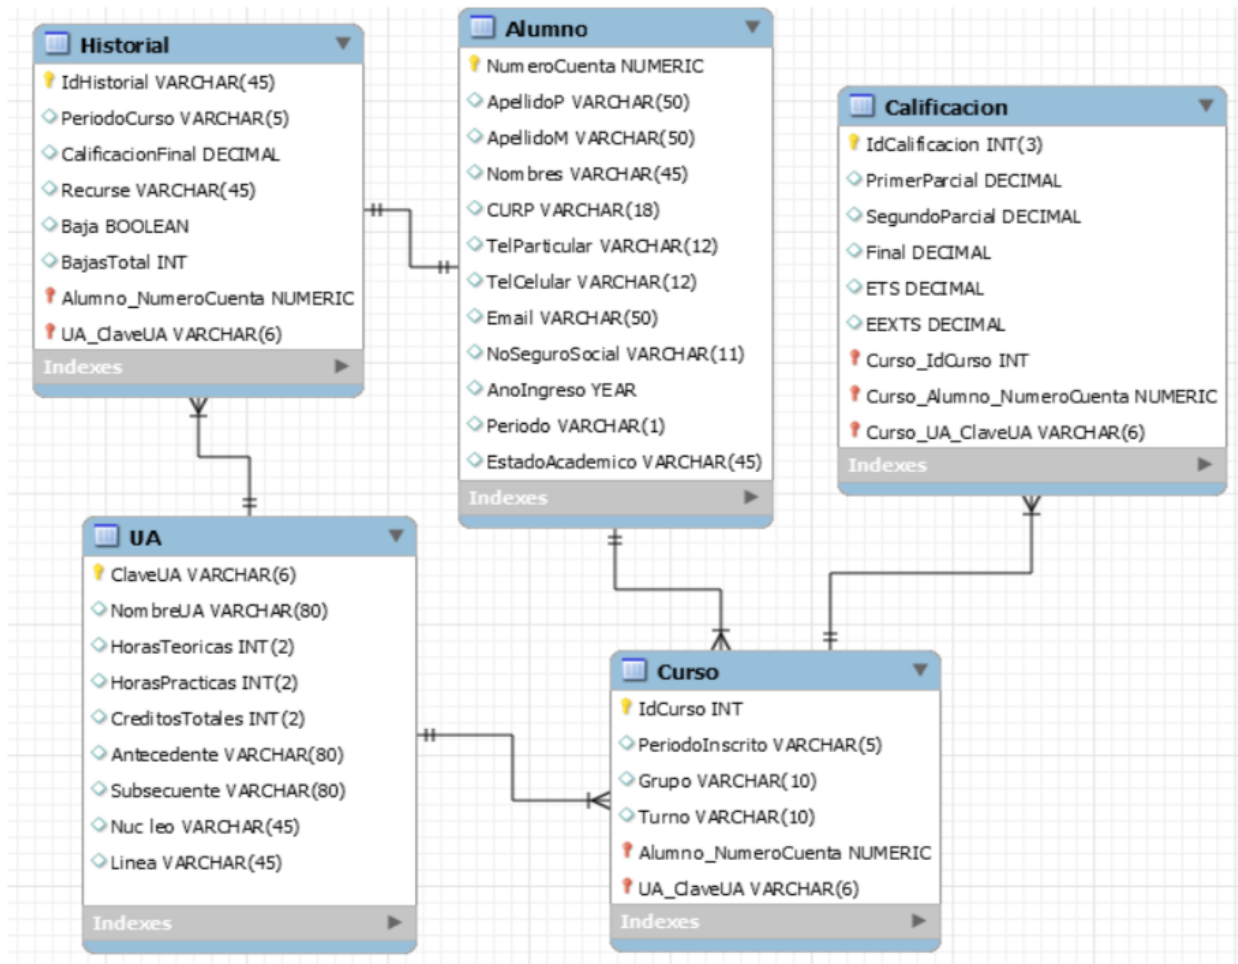 Historial
IdHistorial VARCHAR(45)
PeriodoCurso VARCHAR(5)
CalificacionFinal DECIMAL
Recurse VARCHAR(45)
Baja BOOLEAN
BajasTotal INT
Alumno_NumeroCuenta NUMERIC
UA_ClaveUA VARCHAR(6)
Indexes
Alumno
NumeroCuenta NUMERIC
ApellidoP VARCHAR(50)
ApellidoM VARCHAR(50)
Nombres VARCHAR(45)
CURP VARCHAR(18)
TelParticular VARCHAR(12)
TelCelular VARCHAR(12)
Email VARCHAR(50)
NoSeguroSocial VARCHAR(11)
AnoIngreso YEAR
Periodo VARCHAR(1)
EstadoAcademico VARCHAR(45)
Indexes
Calificacion
IdCalificacion INT(3)
PrimerParcial DECIMAL
SegundoParcial DECIMAL
Final DECIMAL
ETS DECIMAL
EEXTS DECIMAL
Curso_IdCurso INT
Curso_Alumno_NumeroCuenta NUMERIC
Curso_UA_ClaveUA VARCHAR(6)
Indexes
UA
ClaveUA VARCHAR(6)
NombreUA VARCHAR(80)
HorasTeoricas INT(2)
HorasPracticas INT(2)
CreditosTotales INT(2)
Antecedente VARCHAR(80)
Subsecuente VARCHAR(80)
Nuc leo VARCHAR(45)
Linea VARCHAR(45)
Indexes
Curso
IdCurso INT
PeriodoInscrito VARCHAR(5)
Grupo VARCHAR(10)
Turno VARCHAR(10)
Alumno_NumeroCuenta NUMERIC
UA_ClaveUA VARCHAR(6)
Indexes